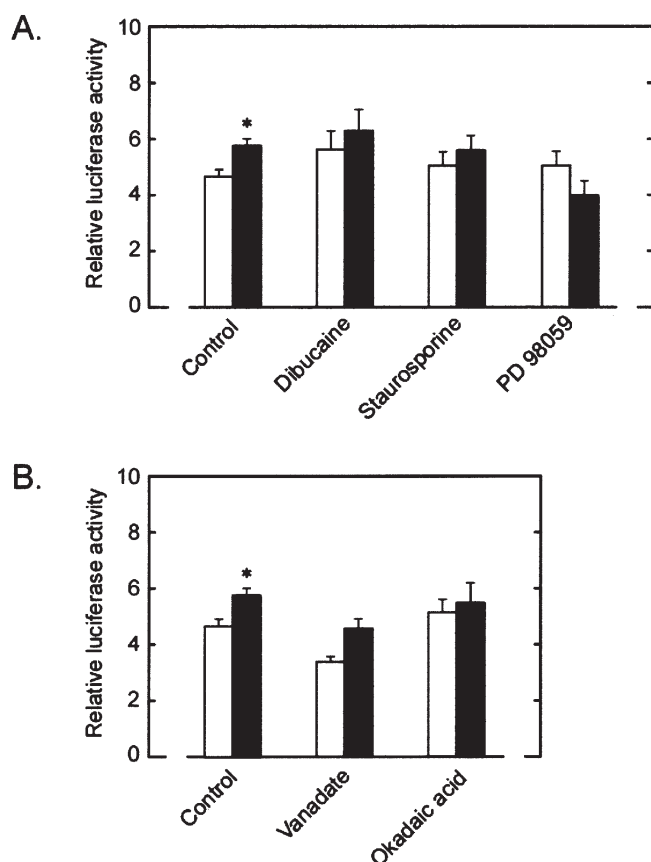 A.
Relative luciferase activity
10
8
6
4
2
0
*
Control
Dibucaine
Staurosporine
PD 98059
B.
Relative luciferase activity
10
8
6
4
2
0
*
Control
Vanadate
Okadaic acid